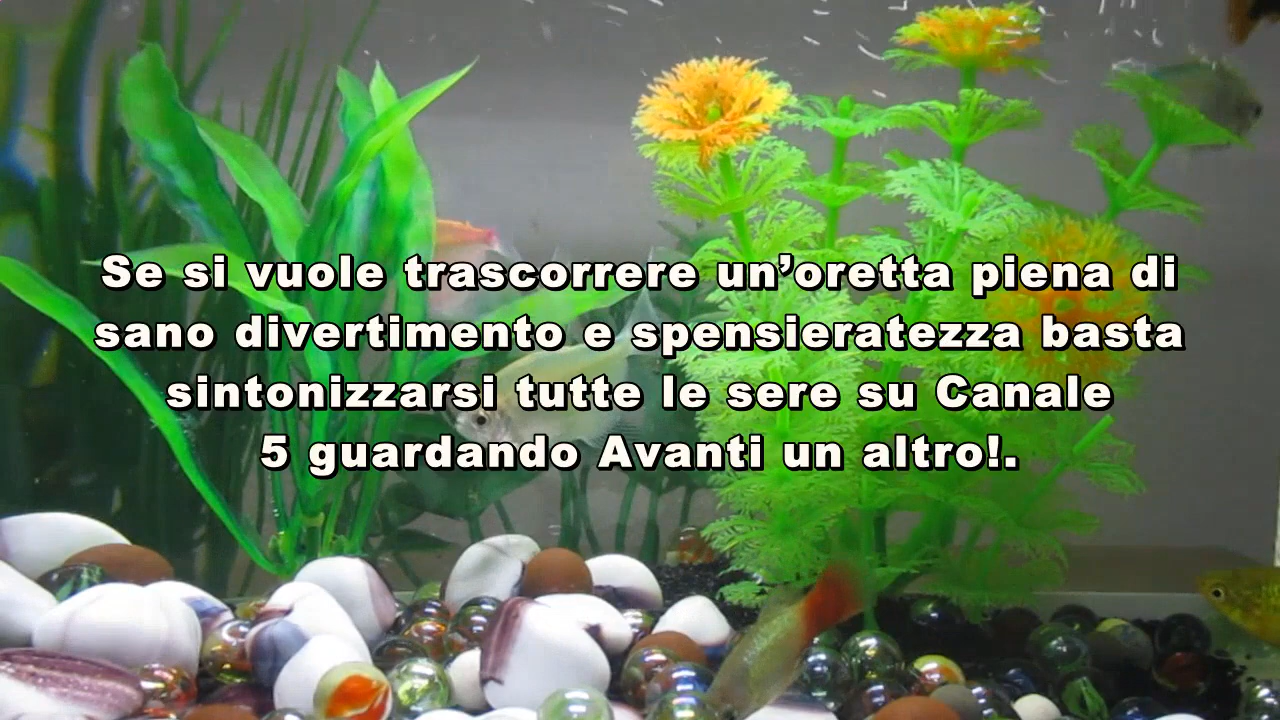 Se si vuole trascorrere un’oretta piena di
sano divertimento e spensieratezza basta
sintonizzarsi tutte le sere su Canale
5 guardando Avanti un altro!.